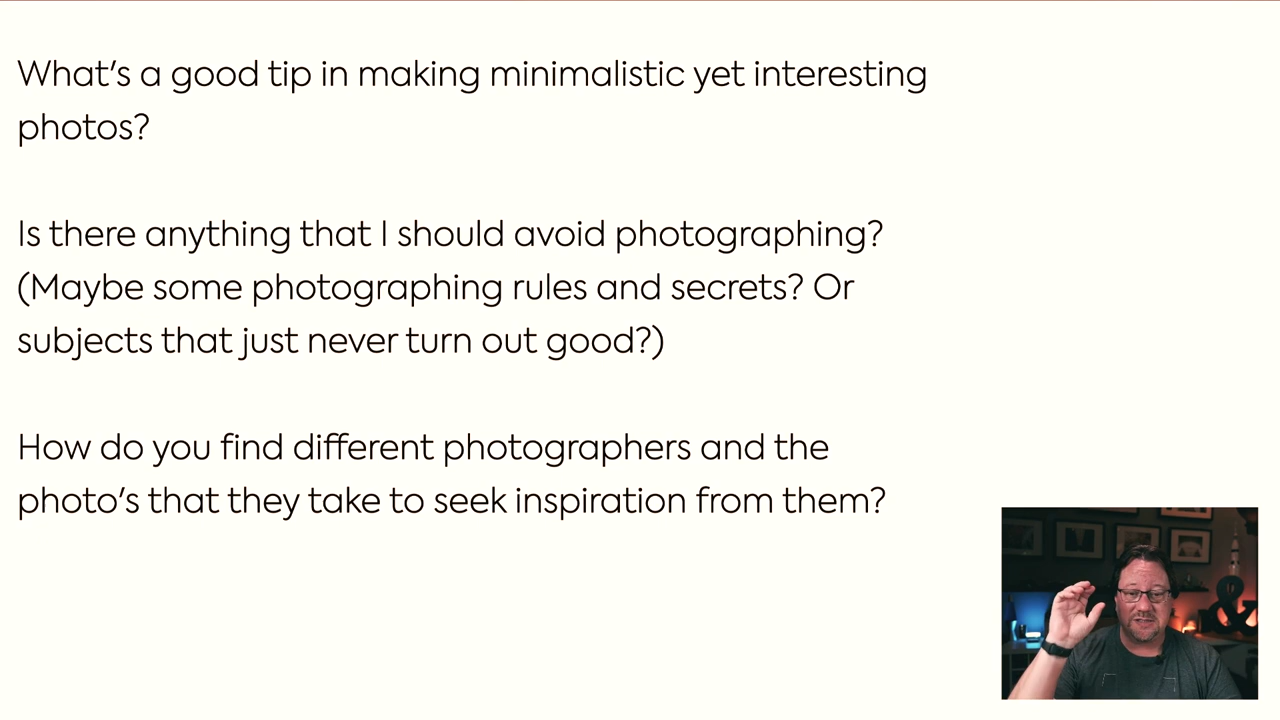 What's a good tip in making minimalistic yet interesting
photos?
Is there anything that I should avoid photographing?
(Maybe some photographing rules and secrets? Or
subjects that just never turn out good?)
How do you find different photographers and the
photo's that they take to seek inspiration from them?
&